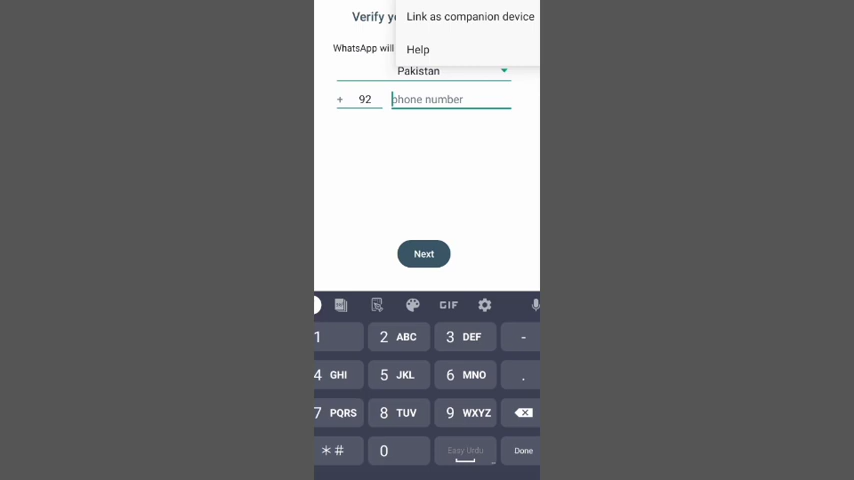 Verify yo
Link as companion device
WhatsApp will
Help
Pakistan
+ 92 phone number
Next
GIF
1 2 ABC 3 DEF -
4 GHI 5 JKL 6 MNO .
7 PQRS 8 TUV 9 WXYZ
*# 0 Easy Urdu Done